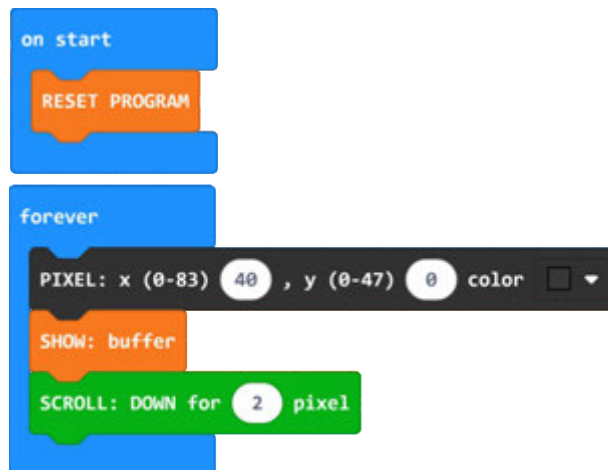 on start
RESET PROGRAM
forever
PIXEL: x (0-83) 40 , y (0-47) 0 color
SHOW: buffer
SCROLL: DOWN for 2 pixel